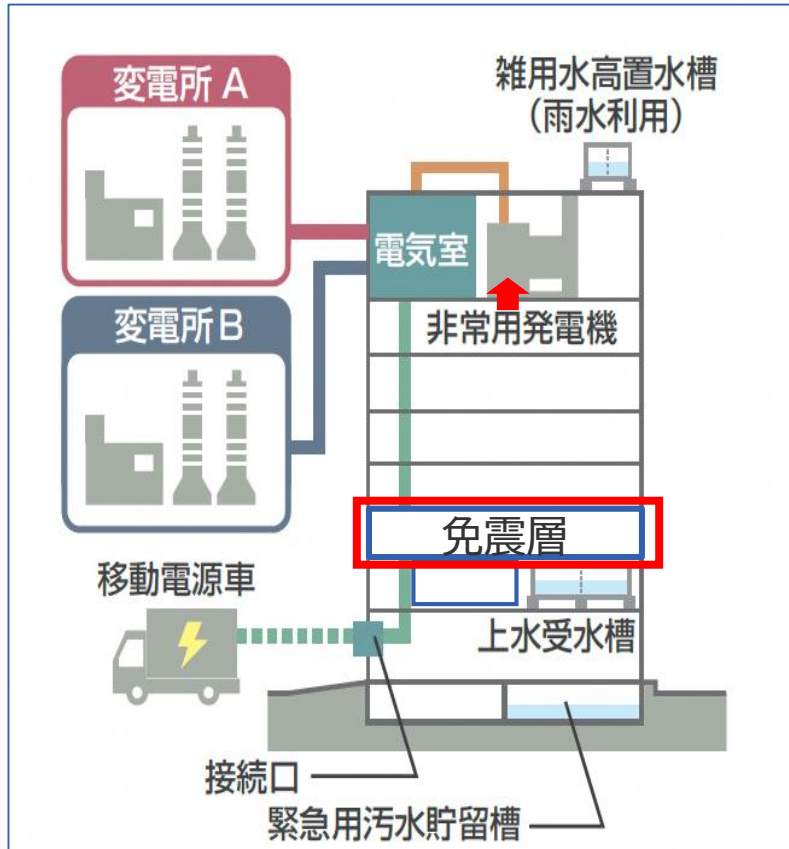 変電所 A
雑用水高置水槽
（雨水利用）
電気室
非常用発電機
変電所 B
免震層
移動電源車
上水受水槽
接続口
緊急用汚水貯留槽